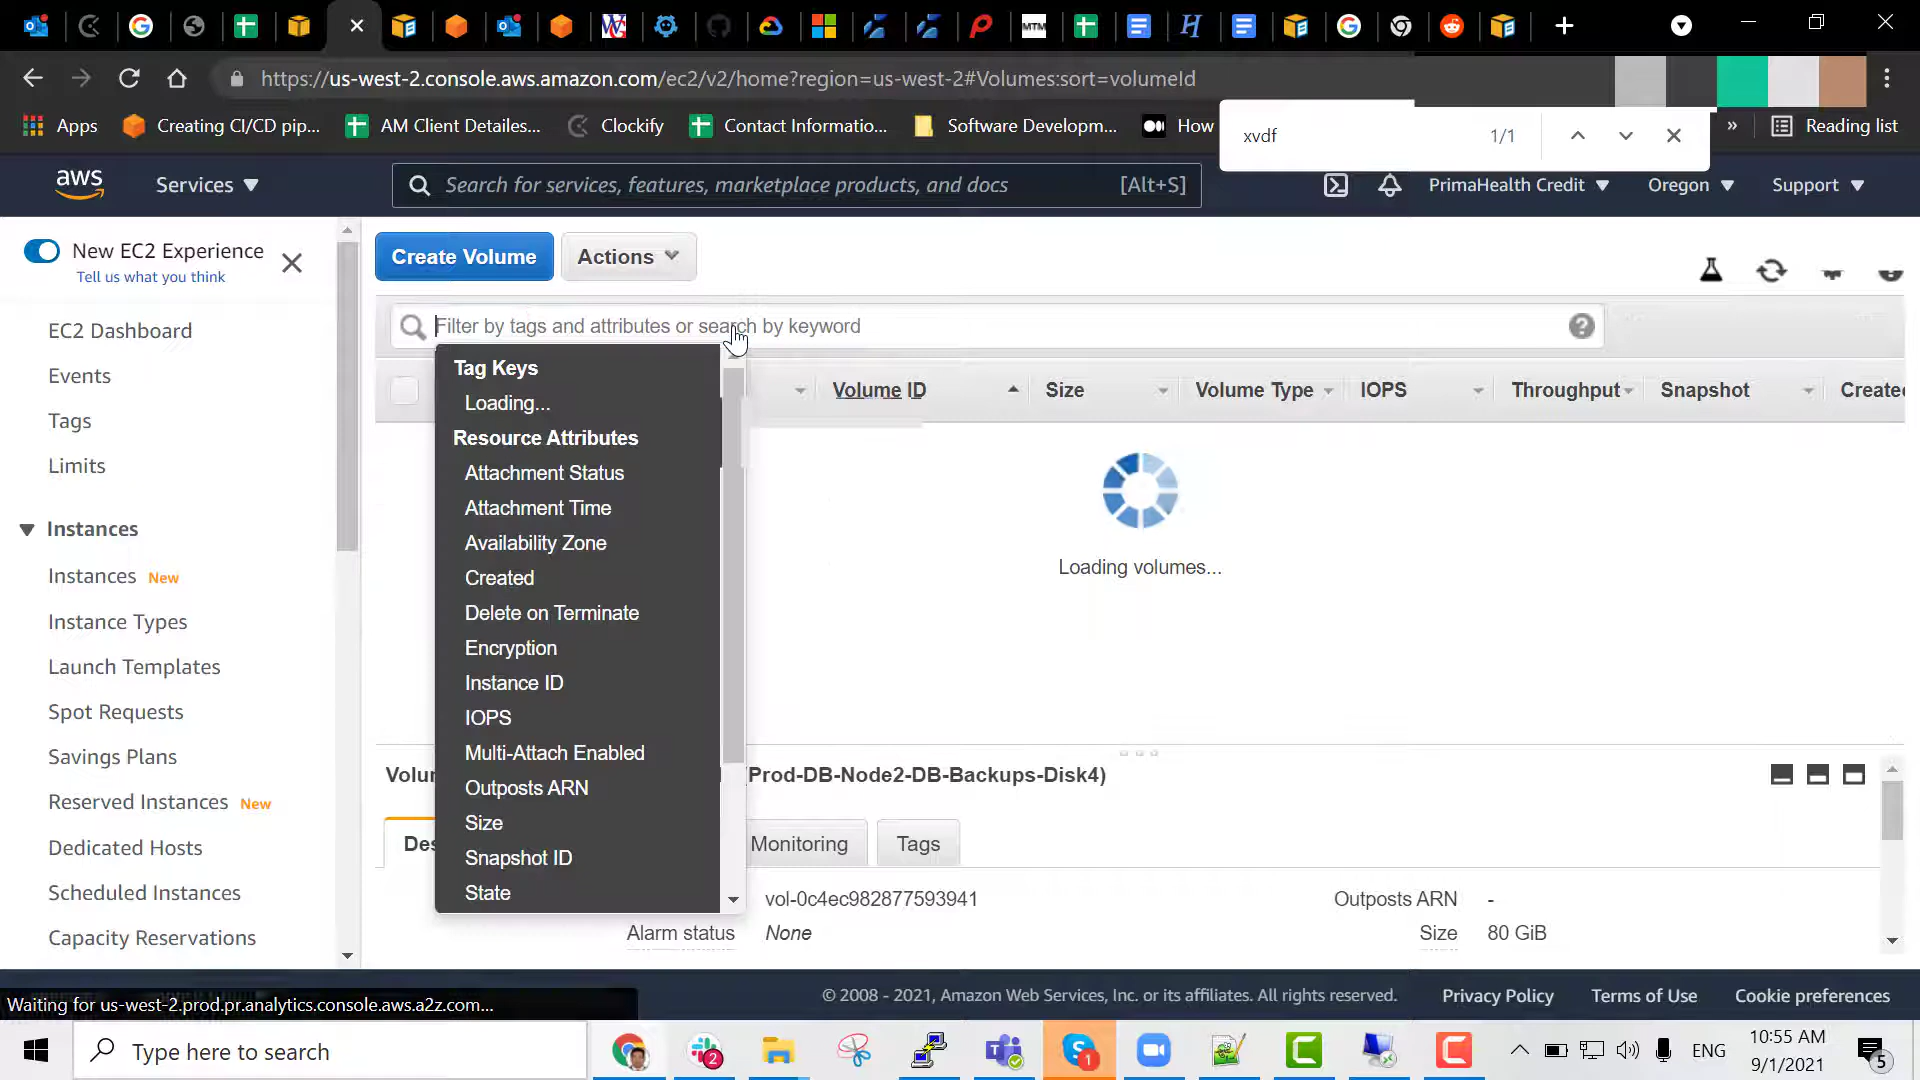 https://us-west-2.console.aws.amazon.com/ec2/v2/home?region=us-west-2#Volumes:sort=volumeId
Apps
Creating CI/CD pip...
AM Client Detailes...
Clockify
Contact Informatio...
Software Developm...
How
»
Reading list
xvdf
1/1
aws
Services
Search for services, features, marketplace products, and docs
[Alt+S]
PrimaHealth Credit
Oregon
Support
New EC2 Experience
Tell us what you think
EC2 Dashboard
Events
Tags
Limits
Instances
Instances New
Instance Types
Launch Templates
Spot Requests
Savings Plans
Reserved Instances New
Dedicated Hosts
Scheduled Instances
Capacity Reservations
Create Volume
Actions
Filter by tags and attributes or search by keyword
Volume ID
Size
Volume Type
IOPS
Throughput
Snapshot
Create
Tag Keys
Loading...
Resource Attributes
Attachment Status
Attachment Time
Availability Zone
Created
Delete on Terminate
Encryption
Instance ID
IOPS
Multi-Attach Enabled
Outposts ARN
Size
Snapshot ID
State
Loading volumes...
Volu
(Prod-DB-Node2-DB-Backups-Disk4)
Des
Monitoring
Tags
vol-0c4ec982877593941
Outposts ARN
-
Alarm status
None
Size
80 GiB
Waiting for us-west-2.prod.pr.analytics.console.aws.a2z.com...
© 2008 - 2021, Amazon Web Services, Inc. or its affiliates. All rights reserved.
Privacy Policy
Terms of Use
Cookie preferences
Type here to search
2
1
ENG
10:55 AM
9/1/2021
5
MTM